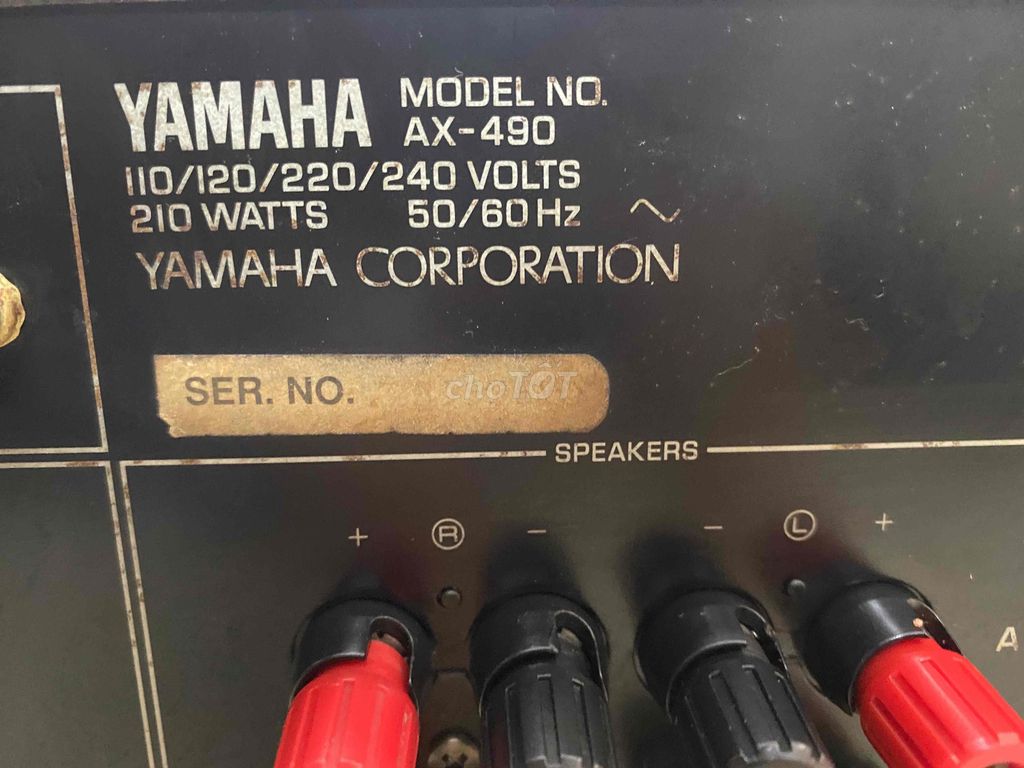 YAMAHA MODEL NO.
AX-490
110/120/220/240 VOLTS
210 WATTS 50/60 Hz ~
YAMAHA CORPORATION
SER. NO.
choTỐT
SPEAKERS
+ R - - L +
A